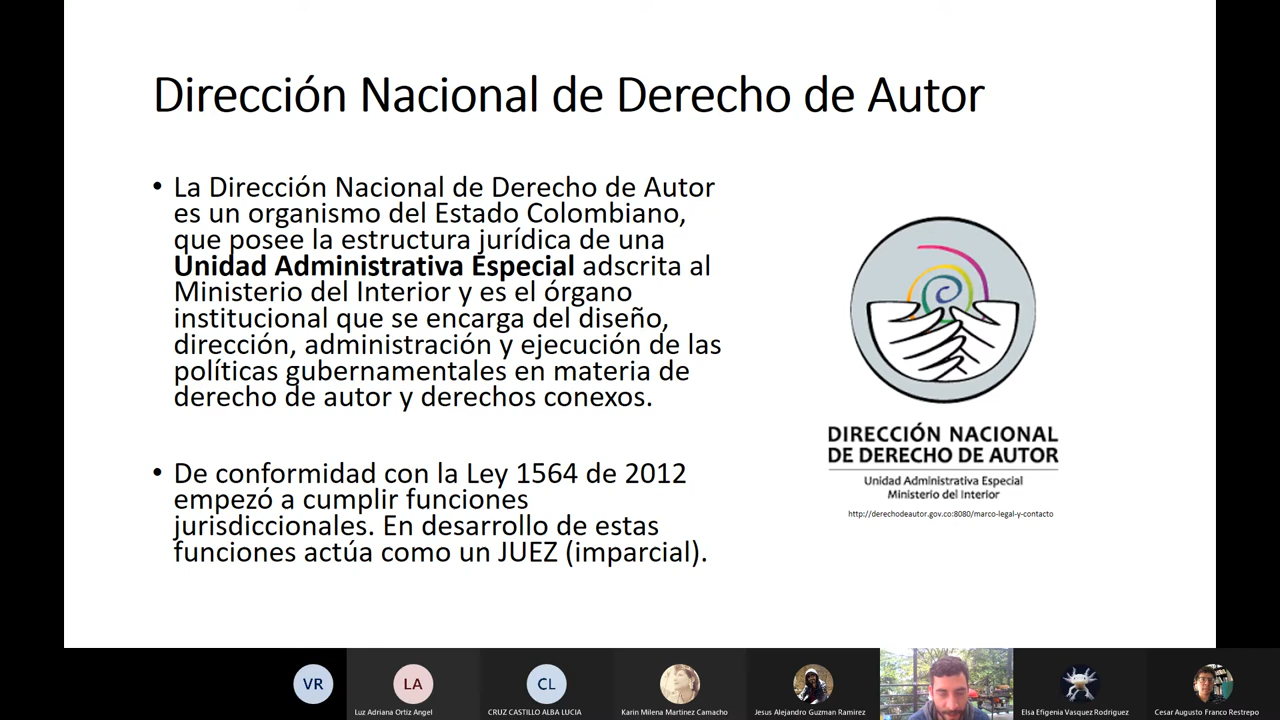 Dirección Nacional de Derecho de Autor
• La Dirección Nacional de Derecho de Autor
es un organismo del Estado Colombiano,
que posee la estructura jurídica de una
Unidad Administrativa Especial adscrita al
Ministerio del Interior y es el órgano
institucional que se encarga del diseño,
dirección, administración y ejecución de las
políticas gubernamentales en materia de
derecho de autor y derechos conexos.
• De conformidad con la Ley 1564 de 2012
empezó a cumplir funciones
jurisdiccionales. En desarrollo de estas
funciones actúa como un JUEZ (imparcial).
DIRECCIÓN NACIONAL
DE DERECHO DE AUTOR
Unidad Administrativa Especial
Ministerio del Interior
http://derechodeautor.gov.co:8080/marco-legal-y-contacto
VR
LA
CL
Luz Adriana Ortiz Angel
CRUZ CASTILLO ALBA LUCIA
Karin Milena Martinez Camacho
Jesus Alejandro Guzman Ramirez
Elsa Efigenia Vasquez Rodriguez
Cesar Augusto Franco Restrepo